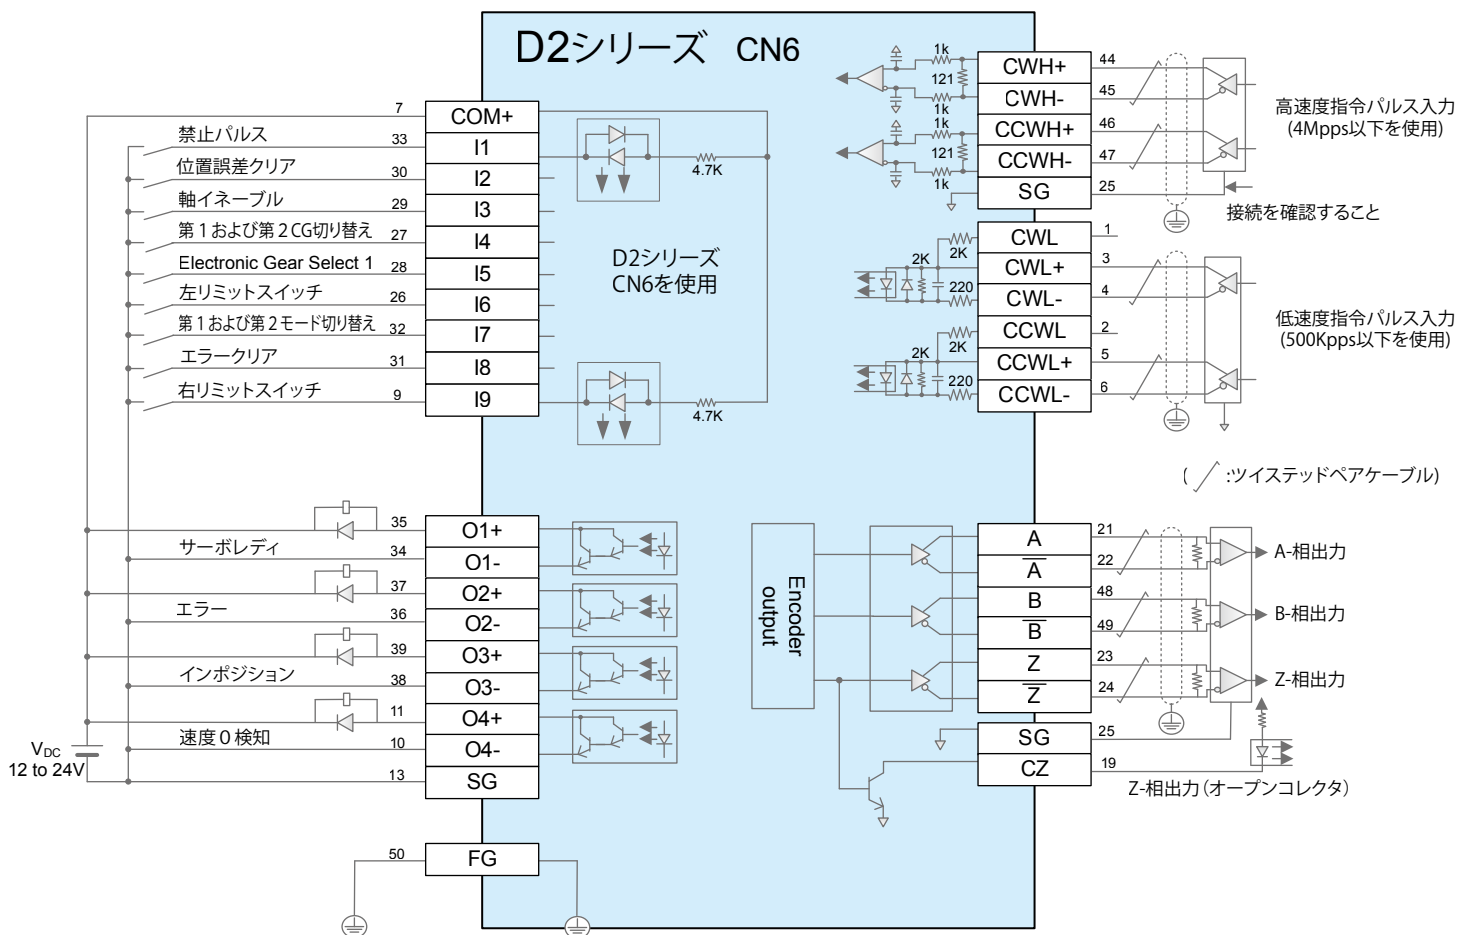 D2シリーズ CN6
7
COM+
禁止パルス
33
I1
位置誤差クリア
30
I2
軸イネーブル
29
I3
第1および第2CG切り替え
27
I4
Electronic Gear Select 1
28
I5
左リミットスイッチ
26
I6
第1および第2モード切り替え
32
I7
エラークリア
31
I8
右リミットスイッチ
9
I9
4.7K
D2シリーズ
CN6を使用
4.7K
35
O1+
サーボレディ
34
O1-
37
O2+
エラー
36
O2-
39
O3+
インポジション
38
O3-
11
O4+
速度0検知
10
O4-
VDC
12 to 24V
13
SG
50
FG
1k
121
1k
1k
121
1k
CWH+
44
CWH-
45
CCWH+
46
CCWH-
47
SG
25
高速度指令パルス入力
(4Mpps以下を使用)
接続を確認すること
2K
2K
220
2K
2K
220
CWL
1
CWL+
3
CWL-
4
CCWL
2
CCWL+
5
CCWL-
6
低速度指令パルス入力
(500Kpps以下を使用)
( :ツイステッドペアケーブル)
Encoder
output
A
21
A̅
22
B
48
B̅
49
Z
23
Z̅
24
SG
25
CZ
19
A-相出力
B-相出力
Z-相出力
Z-相出力(オープンコレクタ)